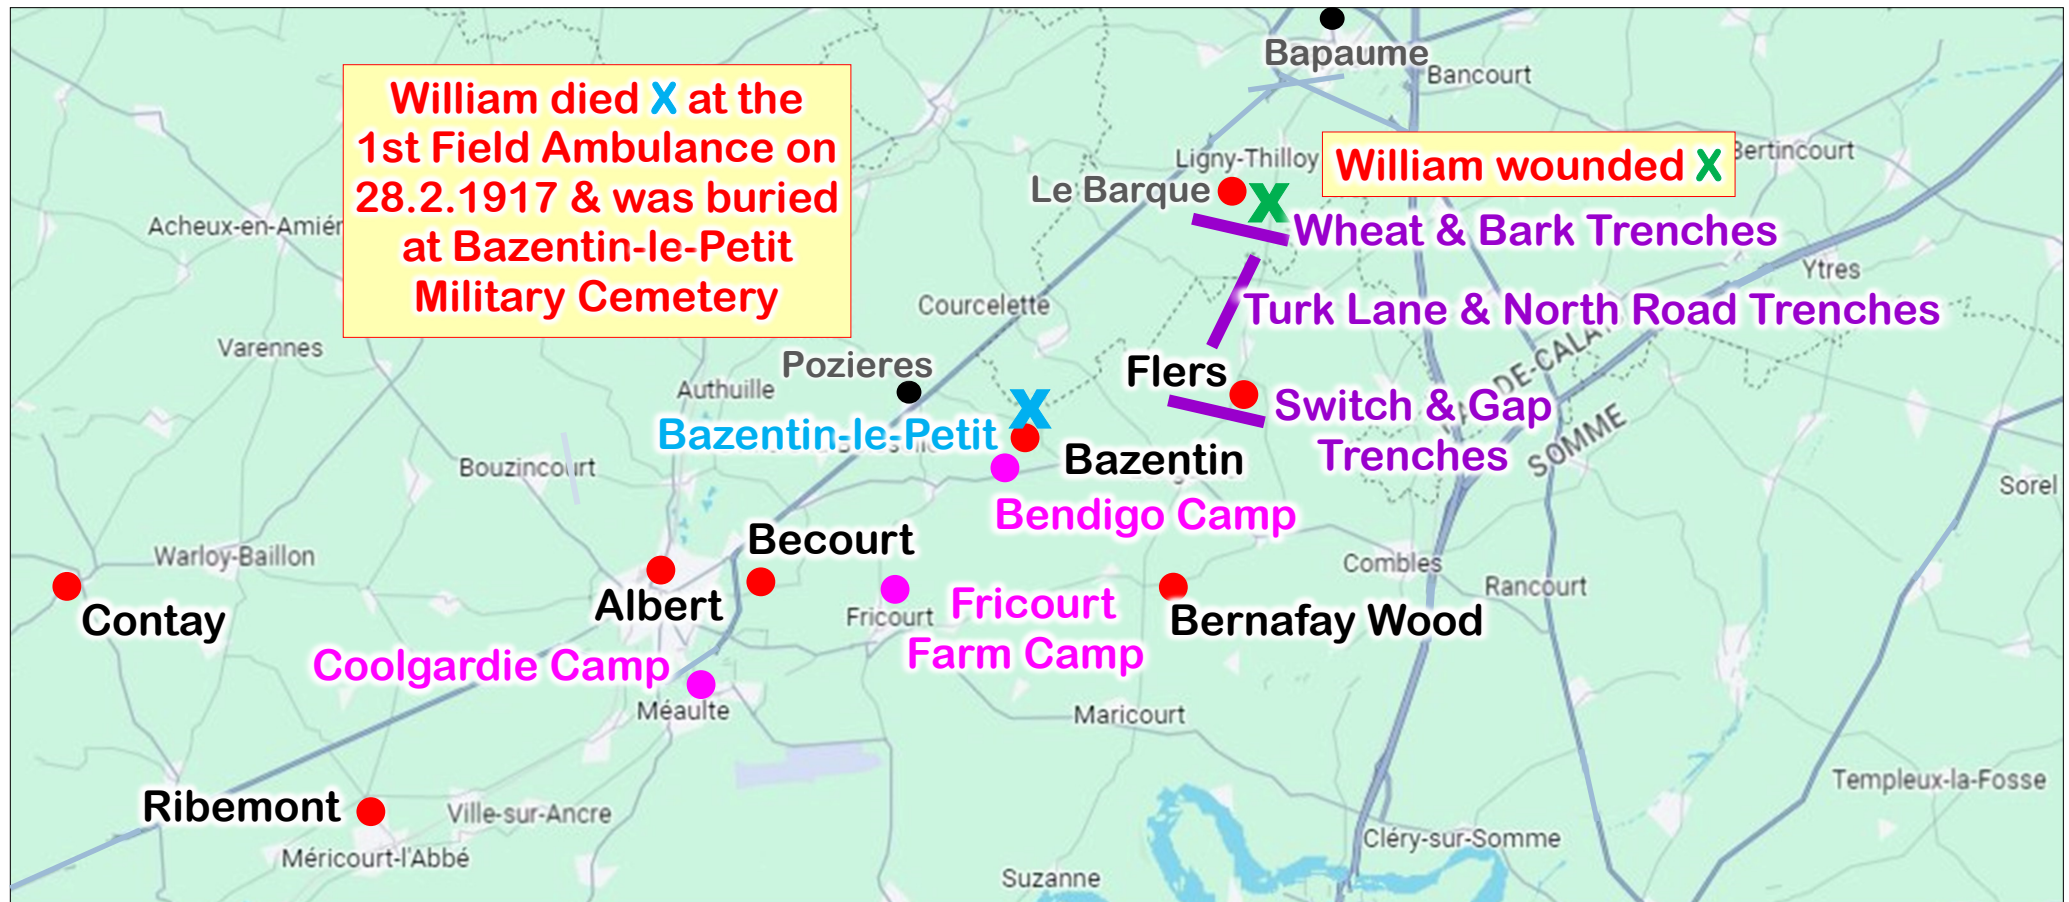 Bapaume
Bancourt
William died X at the
1st Field Ambulance on
28.2.1917 & was buried
at Bazentin-le-Petit
Military Cemetery
William wounded X
Bertincourt
Ligny-Thilloy
Le Barque
X
Wheat & Bark Trenches
Acheux-en-Amiér
Ytres
Courcelette
Turk Lane & North Road Trenches
Varennes
Pozieres
Flers
DE-CALA
Authuille
X
Switch & Gap
Trenches
SOMME
Bazentin-le-Petit
Bazentin
Bouzincourt
Sorel
Bendigo Camp
Becourt
Warloy-Baillon
Combles
Rancourt
Contay
Albert
Fricourt
Fricourt
Farm Camp
Bernafay Wood
Coolgardie Camp
Méaulte
Maricourt
Templeux-la-Fosse
Ribemont
Ville-sur-Ancre
Cléry-sur-Somme
Méricourt-l'Abbé
Suzanne